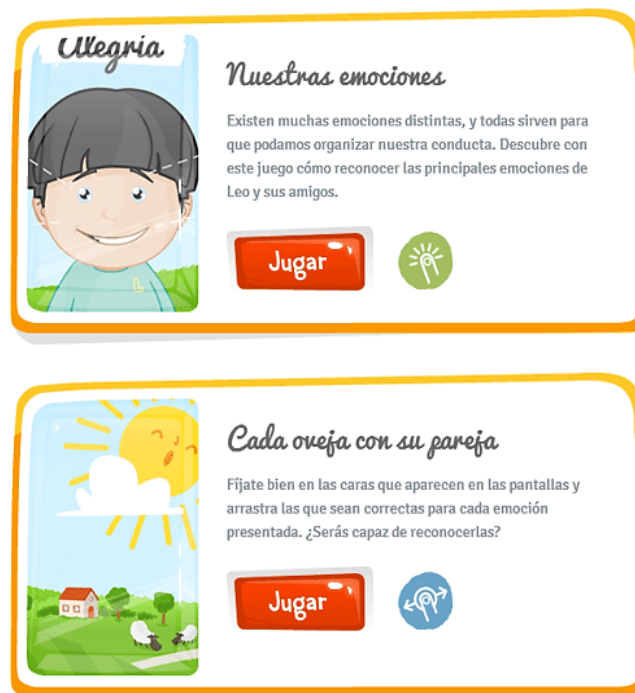 Alegría
Nuestras emociones
Existen muchas emociones distintas, y todas sirven para
que podamos organizar nuestra conducta. Descubre con
este juego cómo reconocer las principales emociones de
Leo y sus amigos.
Jugar
L
Cada oveja con su pareja
Fíjate bien en las caras que aparecen en las pantallas y
arrastra las que sean correctas para cada emoción
presentada. ¿Serás capaz de reconocerlas?
Jugar